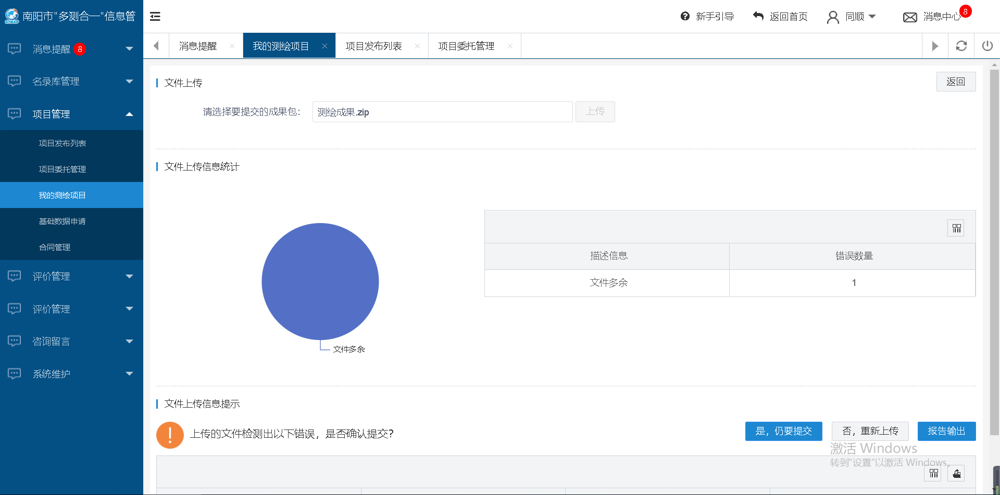 南阳市"多测合一"信息管
新手引导
返回首页
同顺
消息中心
8
消息提醒
我的测绘项目
项目发布列表
项目委托管理
消息提醒 8
名录库管理
项目管理
项目发布列表
项目委托管理
我的测绘项目
基础数据申请
合同管理
评价管理
评价管理
咨询留言
系统维护
文件上传
返回
请选择要提交的成果包：
测绘成果.zip
上传
文件上传信息统计
文件多余
描述信息 错误数量
文件多余 1
文件上传信息提示
上传的文件检测出以下错误，是否确认提交？
是，仍要提交
否，重新上传
报告输出
激活 Windows
转到"设置"以激活 Windows。